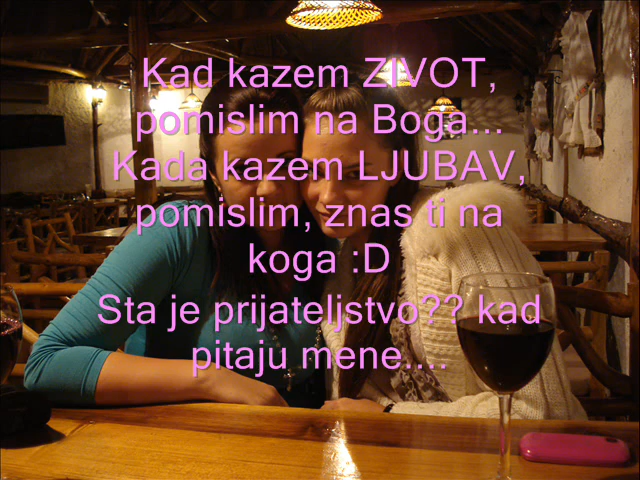 Kad kazem ZIVOT,
pomislim na Boga...
Kada kazem LJUBAV,
pomislim, znas ti na
koga :D
Sta je prijateljstvo?? kad
pitaju mene....